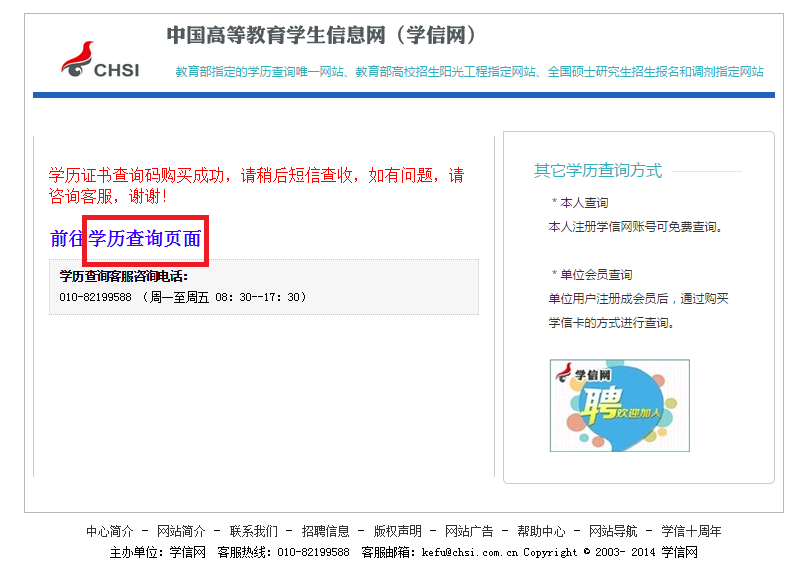 中国高等教育学生信息网（学信网）
CHSI
教育部指定的学历查询唯一网站、教育部高校招生阳光工程指定网站、全国硕士研究生招生报名和调剂指定网站
学历证书查询码购买成功，请稍后短信查收，如有问题，请
咨询客服，谢谢！
前往学历查询页面
学历查询客服咨询电话：
010-82199588 （周一至周五 08：30--17：30）
其它学历查询方式
* 本人查询
本人注册学信网账号可免费查询。
* 单位会员查询
单位用户注册成会员后，通过购买
学信卡的方式进行查询。
学信网
聘欢迎加入
中心简介 - 网站简介 - 联系我们 - 招聘信息 - 版权声明 - 网站广告 - 帮助中心 - 网站导航 - 学信十周年
主办单位：学信网 客服热线：010-82199588 客服邮箱：kefu@chsi.com.cn Copyright © 2003- 2014 学信网